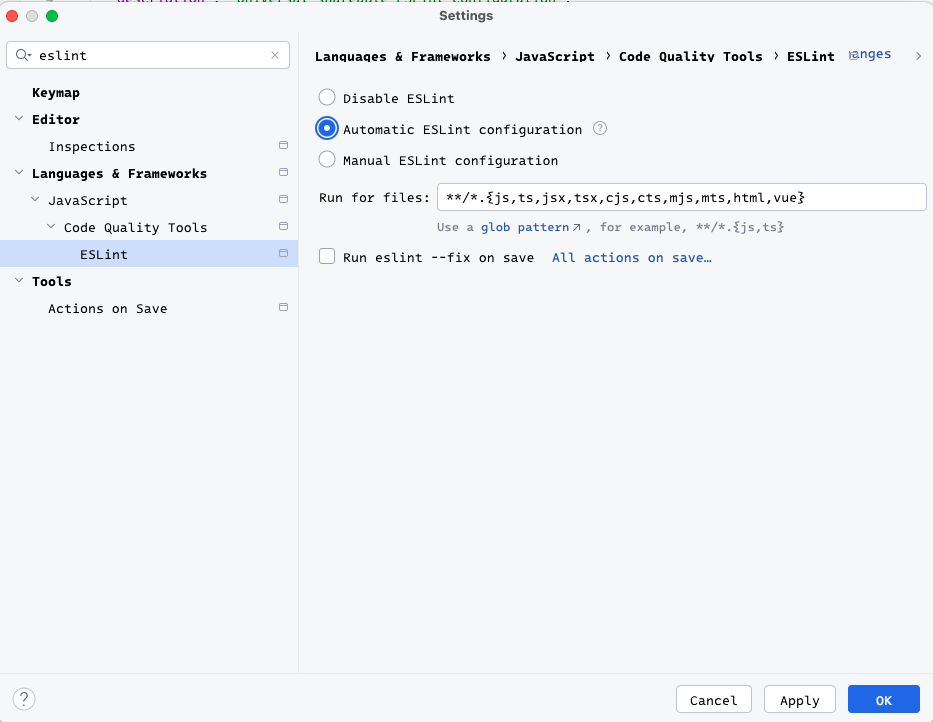 Settings
eslint
Keymap
Editor
Inspections
Languages & Frameworks
JavaScript
Code Quality Tools
ESLint
Tools
Actions on Save
Languages & Frameworks › JavaScript › Code Quality Tools › ESLint
Disable ESLint
Automatic ESLint configuration
Manual ESLint configuration
Run for files: **/*.{js,ts,jsx,tsx,cjs,cts,mjs,mts,html,vue}
Use a glob pattern↗, for example, **/*.{js,ts}
Run eslint --fix on save All actions on save…
? Cancel Apply OK